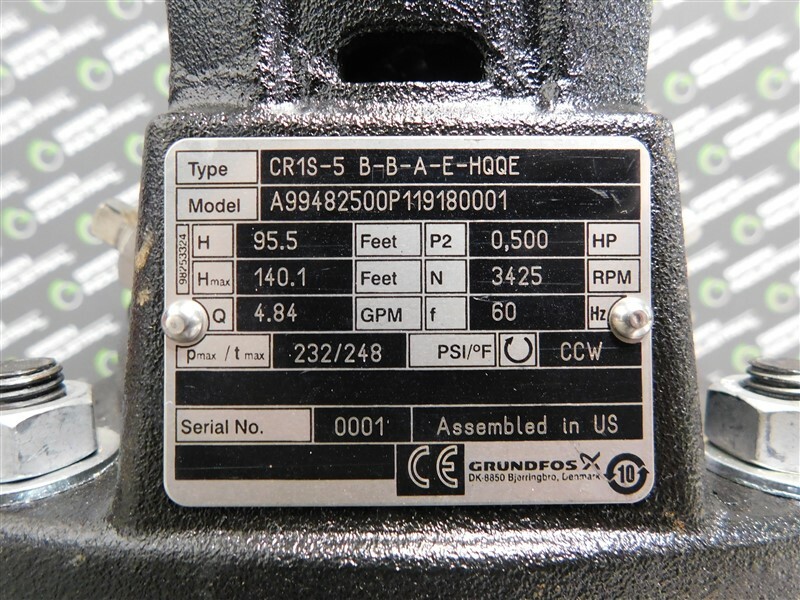 Type CR1S-5 B-B-A-E-HQQE
Model A99482500P119180001
98253324
H 95.5 Feet P2 0,500 HP
Hmax 140.1 Feet N 3425 RPM
Q 4.84 GPM f 60 Hz
pmax / tmax 232/248 PSI/°F CCW
Serial No. 0001 Assembled in US
CE GRUNDFOS 10
DK-8850 Bjerringbro, Denmark